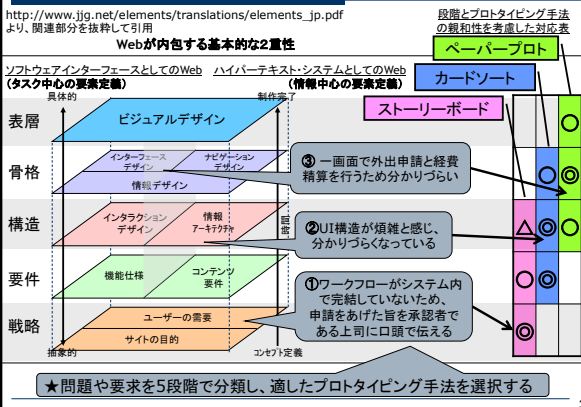 http://www.jjg.net/elements/translations/elements_jp.pdf
より、関連部分を抜粋して引用
Webが内包する基本的な2重性
段階とプロトタイピング手法
の親和性を考慮した対応表
ペーパープロト
カードソート
ストーリーボード
ソフトウェアインターフェースとしてのWeb
(タスク中心の要素定義)
ハイパーテキスト・システムとしてのWeb
(情報中心の要素定義)
具体的
制作完了
表層
ビジュアルデザイン
○
骨格
インターフェース
デザイン
ナビゲーション
デザイン
情報デザイン
③ 一画面で外出申請と経費
精算を行うため分かりづらい
○ ◎
構造
インタラクション
デザイン
情報
アーキテクチャ
②UI構造が煩雑と感じ、
分かりづらくなっている
△ ◎ ○
要件
機能仕様
コンテンツ
要件
①ワークフローがシステム内
で完結していないため、
申請をあげた旨を承認者で
ある上司に口頭で伝える
○ ◎
戦略
ユーザーの需要
サイトの目的
◎
抽象的
コンセプト定義
★問題や要求を5段階で分類し、適したプロトタイピング手法を選択する